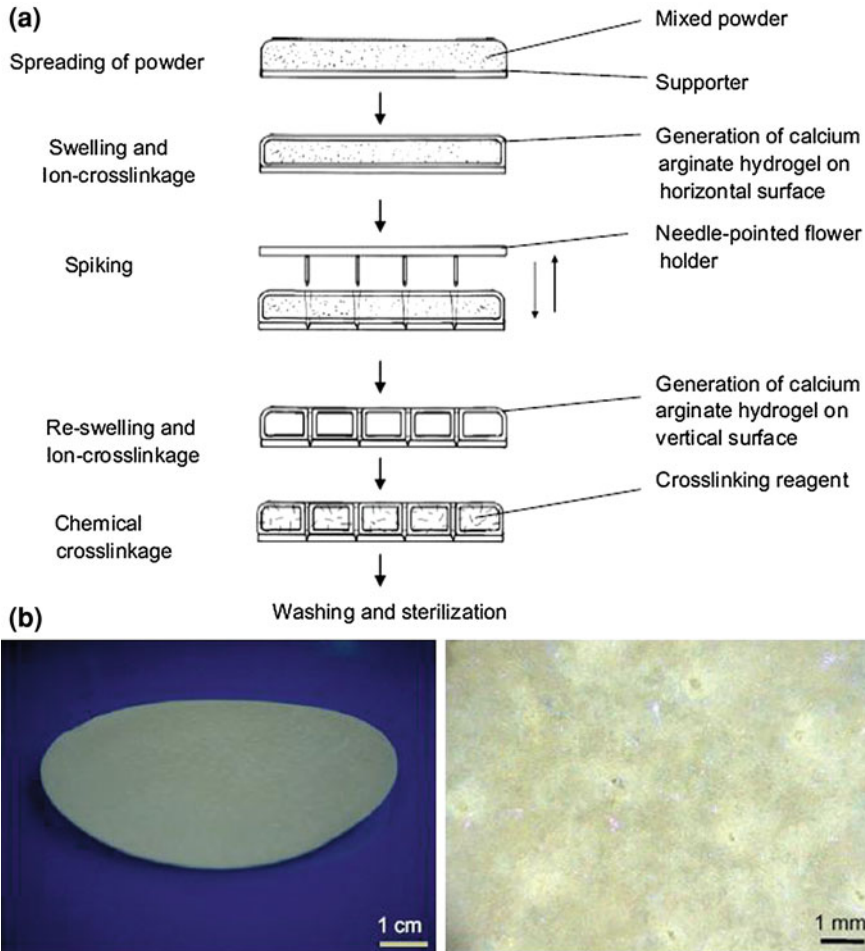 (a)
Spreading of powder
Mixed powder
Supporter
Swelling and
Ion-crosslinkage
Generation of calcium
arginate hydrogel on
horizontal surface
Spiking
Needle-pointed flower
holder
Re-swelling and
Ion-crosslinkage
Generation of calcium
arginate hydrogel on
vertical surface
Chemical
crosslinkage
Crosslinking reagent
Washing and sterilization
(b)
1 cm
1 mm